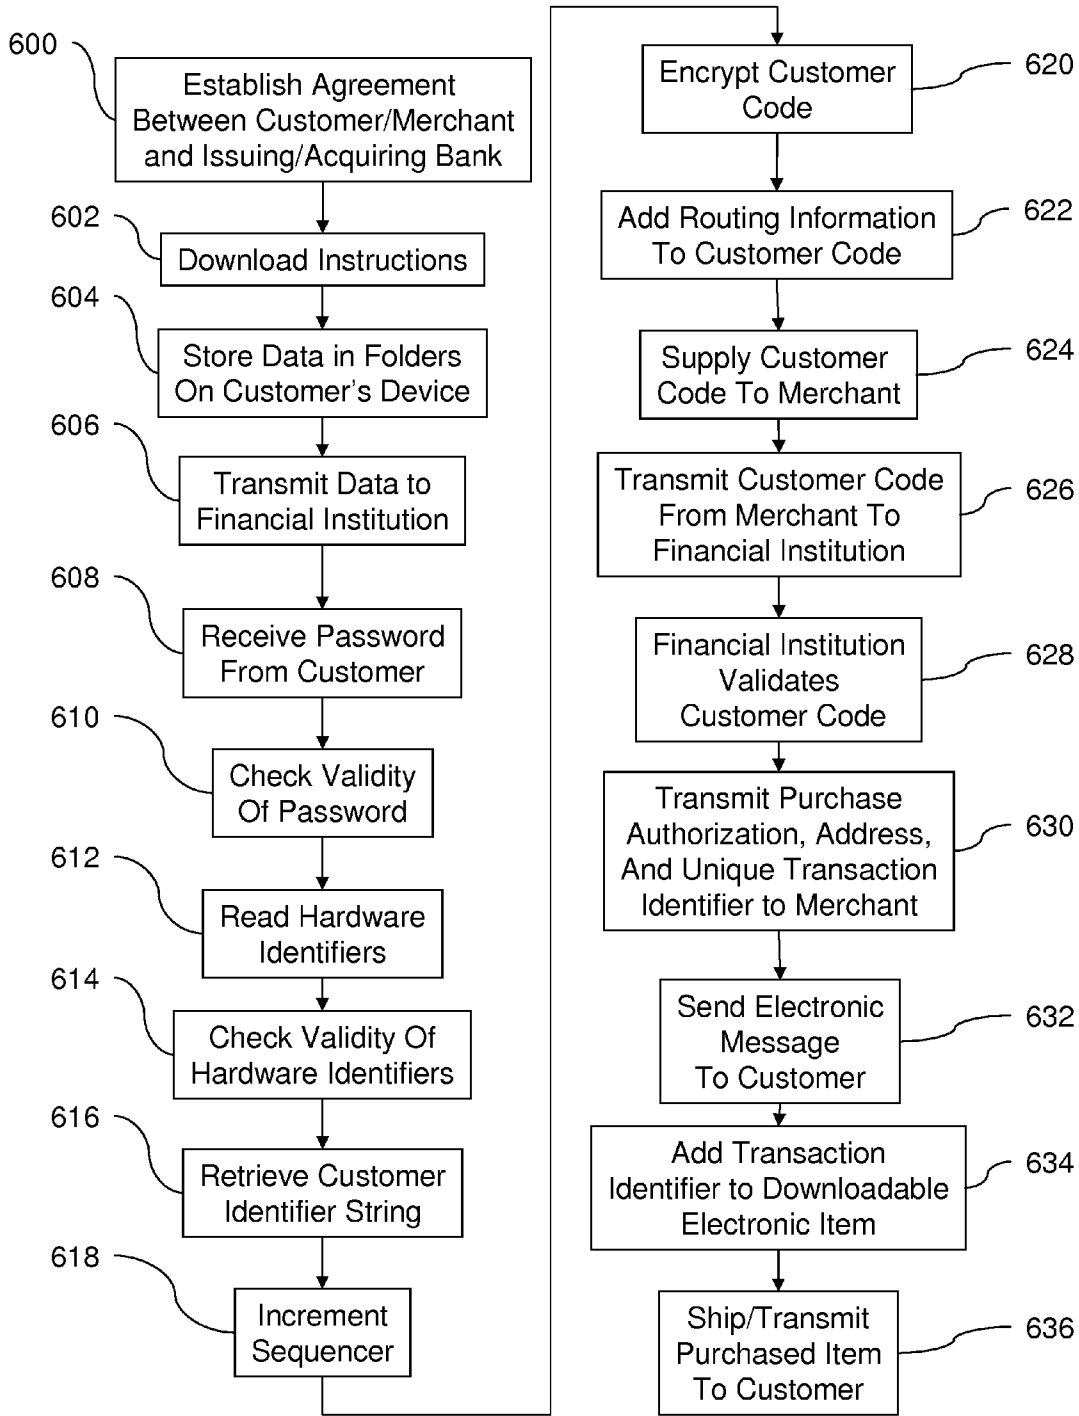 600
Establish Agreement
Between Customer/Merchant
and Issuing/Acquiring Bank
602
Download Instructions
604
Store Data in Folders
On Customer's Device
606
Transmit Data to
Financial Institution
608
Receive Password
From Customer
610
Check Validity
Of Password
612
Read Hardware
Identifiers
614
Check Validity Of
Hardware Identifiers
616
Retrieve Customer
Identifier String
618
Increment
Sequencer
Encrypt Customer
Code
620
Add Routing Information
To Customer Code
622
Supply Customer
Code To Merchant
624
Transmit Customer Code
From Merchant To
Financial Institution
626
Financial Institution
Validates
Customer Code
628
Transmit Purchase
Authorization, Address,
And Unique Transaction
Identifier to Merchant
630
Send Electronic
Message
To Customer
632
Add Transaction
Identifier to Downloadable
Electronic Item
634
Ship/Transmit
Purchased Item
To Customer
636